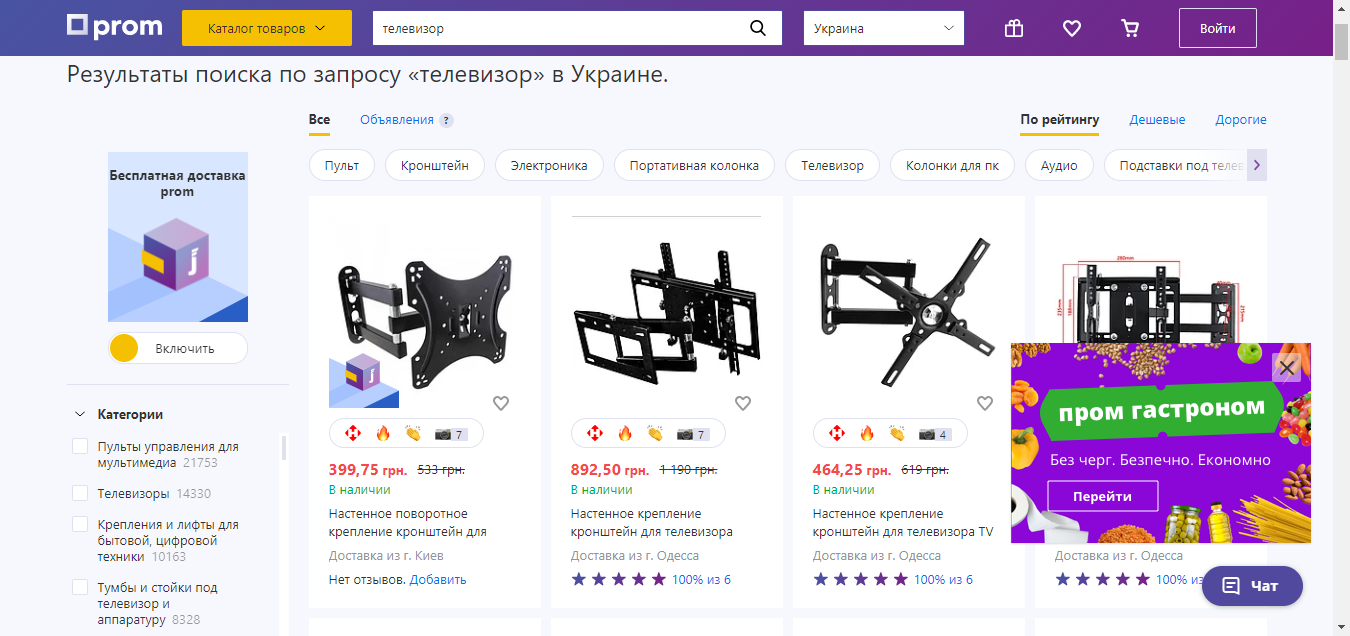 prom
Каталог товаров
телевизор
Украина
Войти
Результаты поиска по запросу «телевизор» в Украине.
Все
Объявления ?
По рейтингу
Дешевые
Дорогие
Пульт
Кронштейн
Электроника
Портативная колонка
Телевизор
Колонки для пк
Аудио
Подставки под телев
Бесплатная доставка
prom
Включить
Категории
Пульты управления для
мультимедиа 21753
Телевизоры 14330
Крепления и лифты для
бытовой, цифровой
техники 10163
Тумбы и стойки под
телевизор и
аппаратуру 8328
7
399,75 грн. 533 грн.
В наличии
Настенное поворотное
крепление кронштейн для
Доставка из г. Киев
Нет отзывов. Добавить
7
892,50 грн. 1 190 грн.
В наличии
Настенное крепление
кронштейн для телевизора
Доставка из г. Одесса
100% из 6
4
464,25 грн. 619 грн.
В наличии
Настенное крепление
кронштейн для телевизора TV
Доставка из г. Одесса
100% из 6
280mm
пром гастроном
Без черг. Безпечно. Економно
Перейти
Доставка из г. Одесса
100% из
Чат